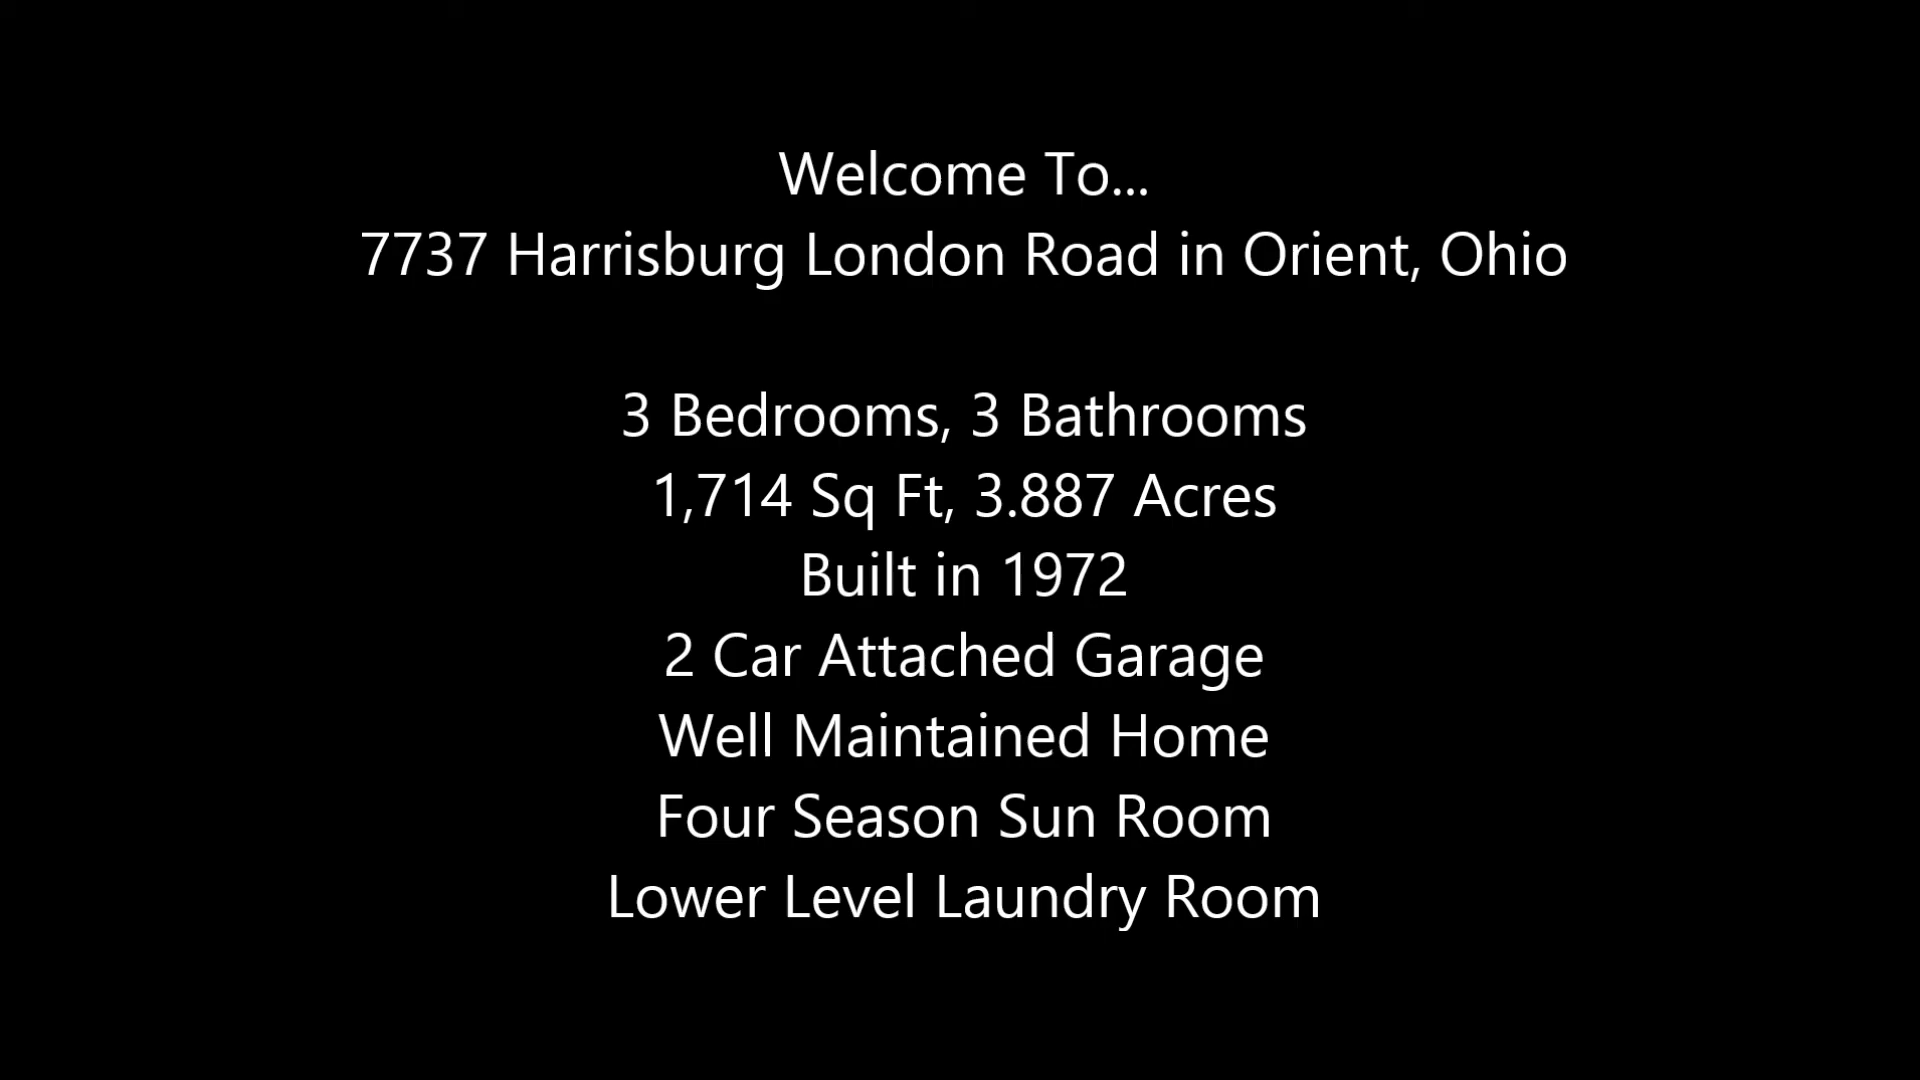 Welcome To...
7737 Harrisburg London Road in Orient, Ohio
3 Bedrooms, 3 Bathrooms
1,714 Sq Ft, 3.887 Acres
Built in 1972
2 Car Attached Garage
Well Maintained Home
Four Season Sun Room
Lower Level Laundry Room